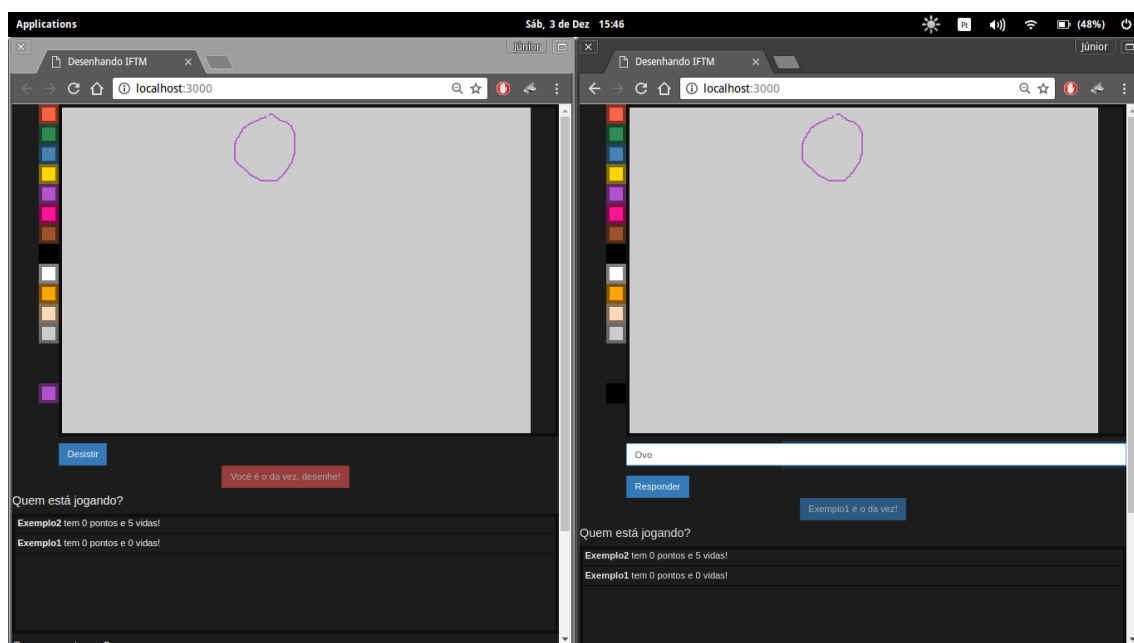 Applications
Sáb, 3 de Dez 15:46
Pt
(48%)
Júnior
Desenhando IFTM
localhost:3000
Desistir
Você é o da vez, desenhe!
Quem está jogando?
Exemplo2 tem 0 pontos e 5 vidas!
Exemplo1 tem 0 pontos e 0 vidas!
Júnior
Desenhando IFTM
localhost:3000
Ovo
Responder
Exemplo1 é o da vez!
Quem está jogando?
Exemplo2 tem 0 pontos e 5 vidas!
Exemplo1 tem 0 pontos e 0 vidas!